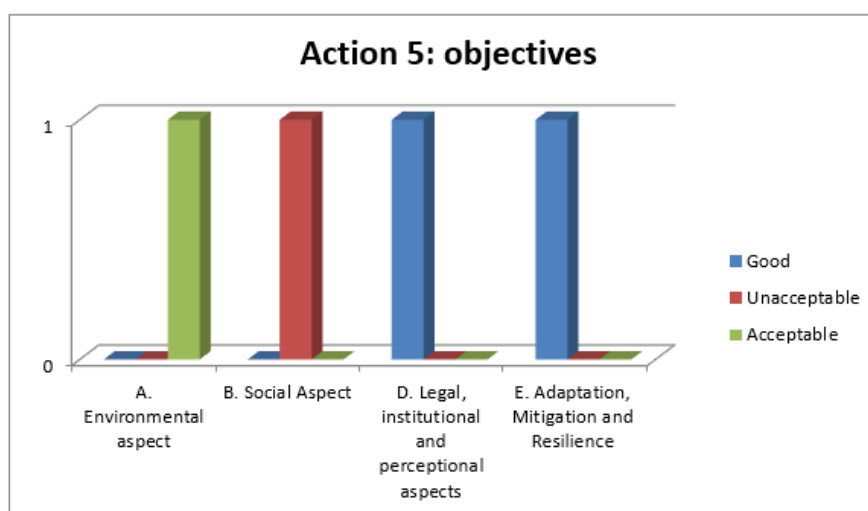 Action 5: objectives
1
0
A.
Environmental
aspect
B. Social Aspect
D. Legal,
institutional
and
perceptional
aspects
E. Adaptation,
Mitigation and
Resilience
Good
Unacceptable
Acceptable